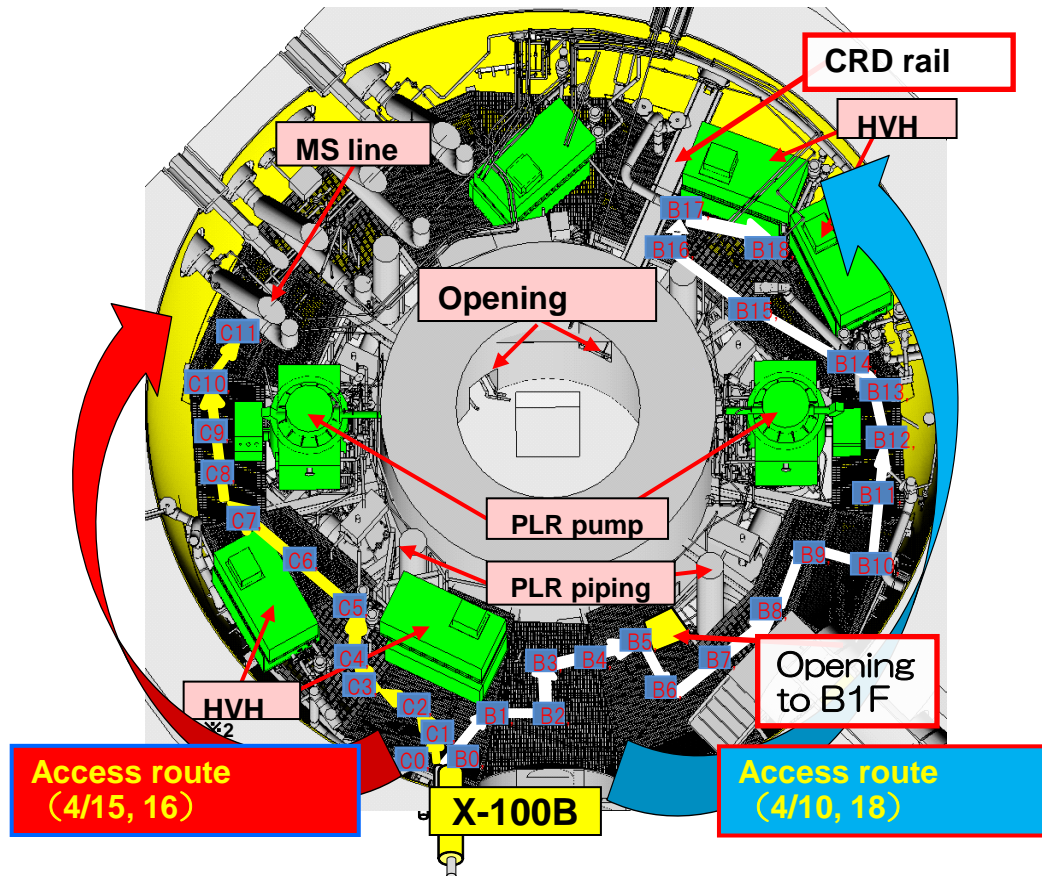 CRD rail
HVH
MS line
B17,
B16,
B18,
Opening
B15,
C11
B14,
C10,
B13,
C9,
B12,
C8,
B11,
C7
PLR pump
C6
B9,
B10,
PLR piping
C5
B8,
B5
C4
B3,
B4,
B7,
C3
B6
Opening
to B1F
HVH
※2
C2
B1
B2,
C1
C0
B0
Access route
(4/15, 16)
X-100B
Access route
(4/10, 18)